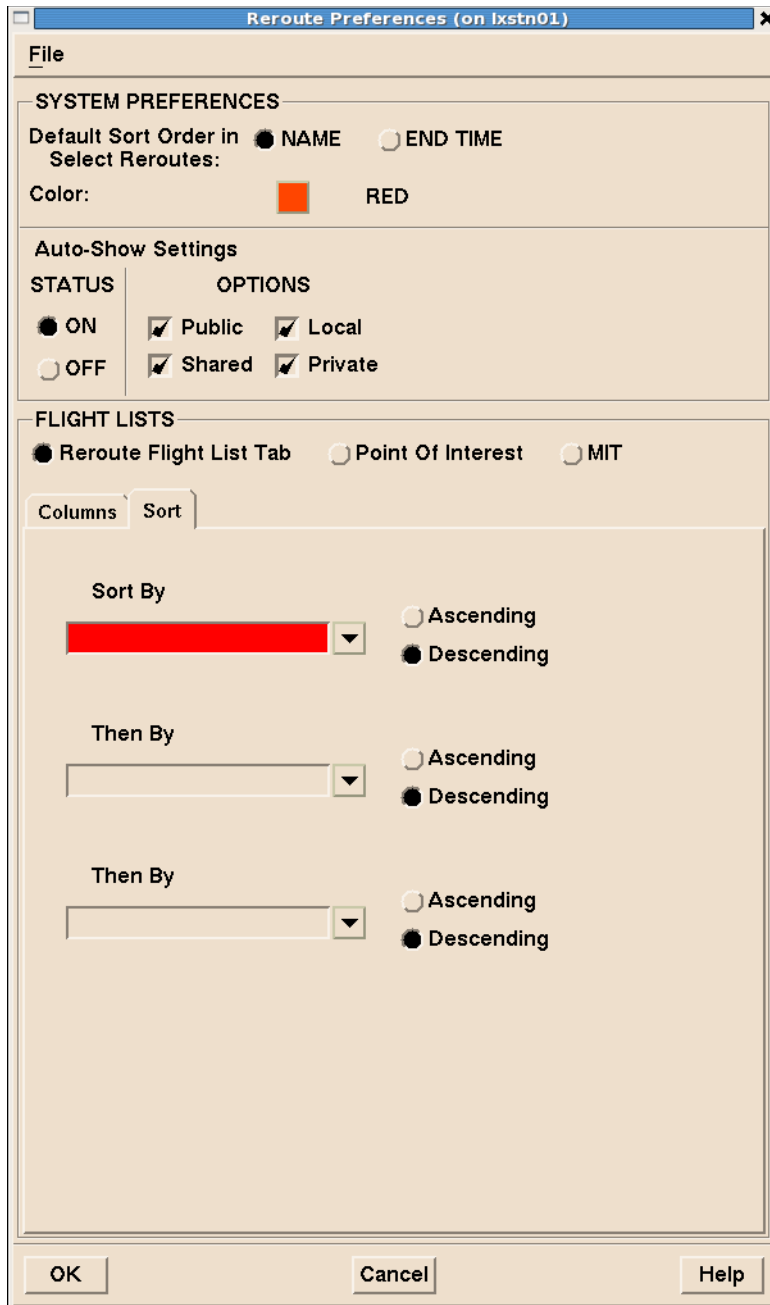 Reroute Preferences (on lxstn01)
File
SYSTEM PREFERENCES
Default Sort Order in
Select Reroutes:
NAME
END TIME
Color:
RED
Auto-Show Settings
STATUS
OPTIONS
ON
Public
Local
OFF
Shared
Private
FLIGHT LISTS
Reroute Flight List Tab
Point Of Interest
MIT
Columns
Sort
Sort By
Ascending
Descending
Then By
Ascending
Descending
Then By
Ascending
Descending
OK
Cancel
Help